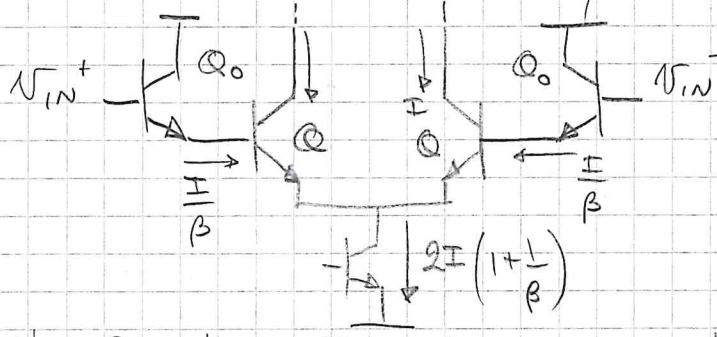 V_IN^+ Q_0 Q_0 V_IN^-
I
Q Q
I/β I/β
2I (1 + 1/β)